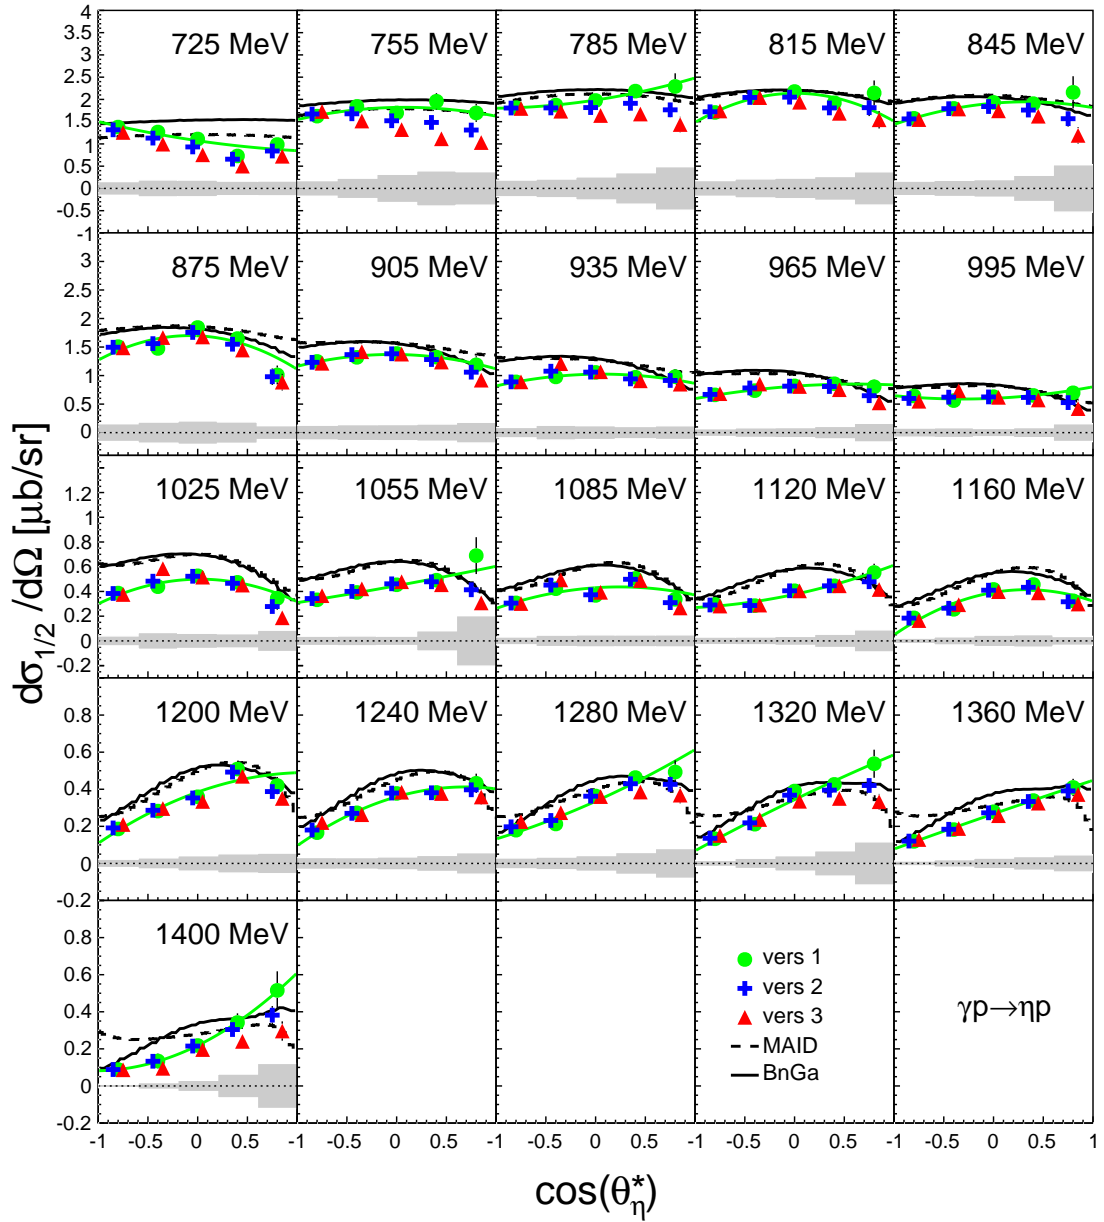 725 MeV
755 MeV
785 MeV
815 MeV
845 MeV
4
3.5
3
2.5
2
1.5
1
0.5
0
-0.5
-1
875 MeV
905 MeV
935 MeV
965 MeV
995 MeV
3
2.5
2
1.5
1
0.5
0
1025 MeV
1055 MeV
1085 MeV
1120 MeV
1160 MeV
1.2
1
0.8
0.6
0.4
0.2
0
-0.2
1200 MeV
1240 MeV
1280 MeV
1320 MeV
1360 MeV
0.8
0.6
0.4
0.2
0
-0.2
1400 MeV
0.8
0.6
0.4
0.2
0
-0.2
vers 1
vers 2
vers 3
MAID
BnGa
γp→ηp
-1 -0.5 0 0.5 -1 -0.5 0 0.5 -1 -0.5 0 0.5 -1 -0.5 0 0.5 -1 -0.5 0 0.5 1
cos(θ*η)
dσ1/2 /dΩ [μb/sr]